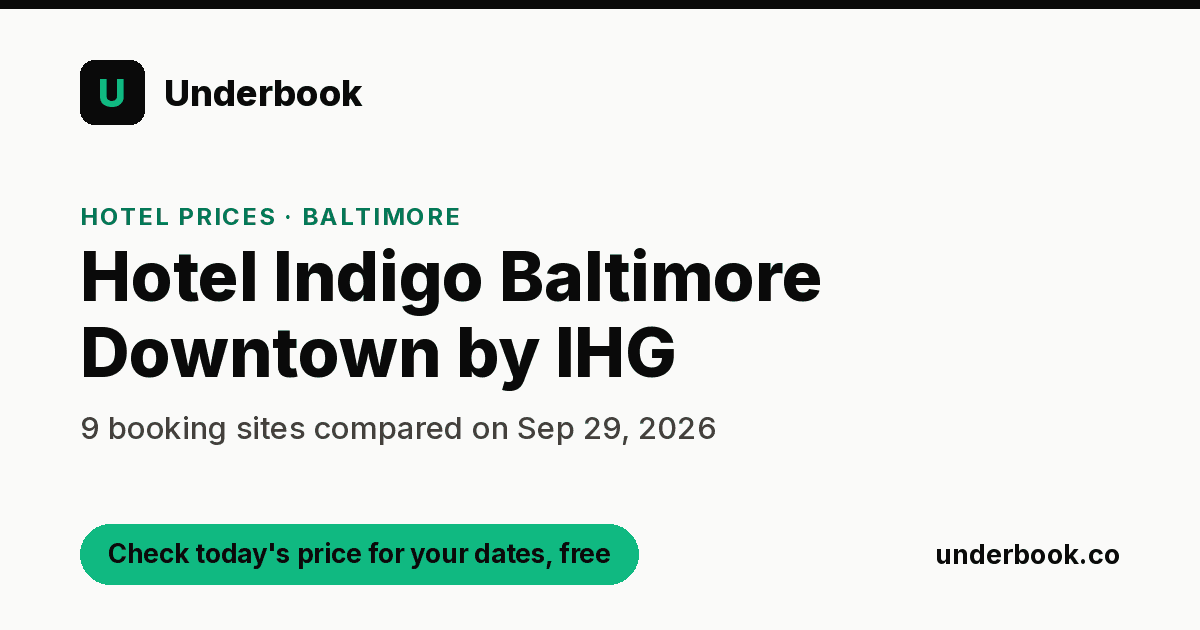 U
Underbook
HOTEL PRICES · BALTIMORE
Hotel Indigo Baltimore
Downtown by IHG
9 booking sites compared on Sep 29, 2026
Check today's price for your dates, free
underbook.co